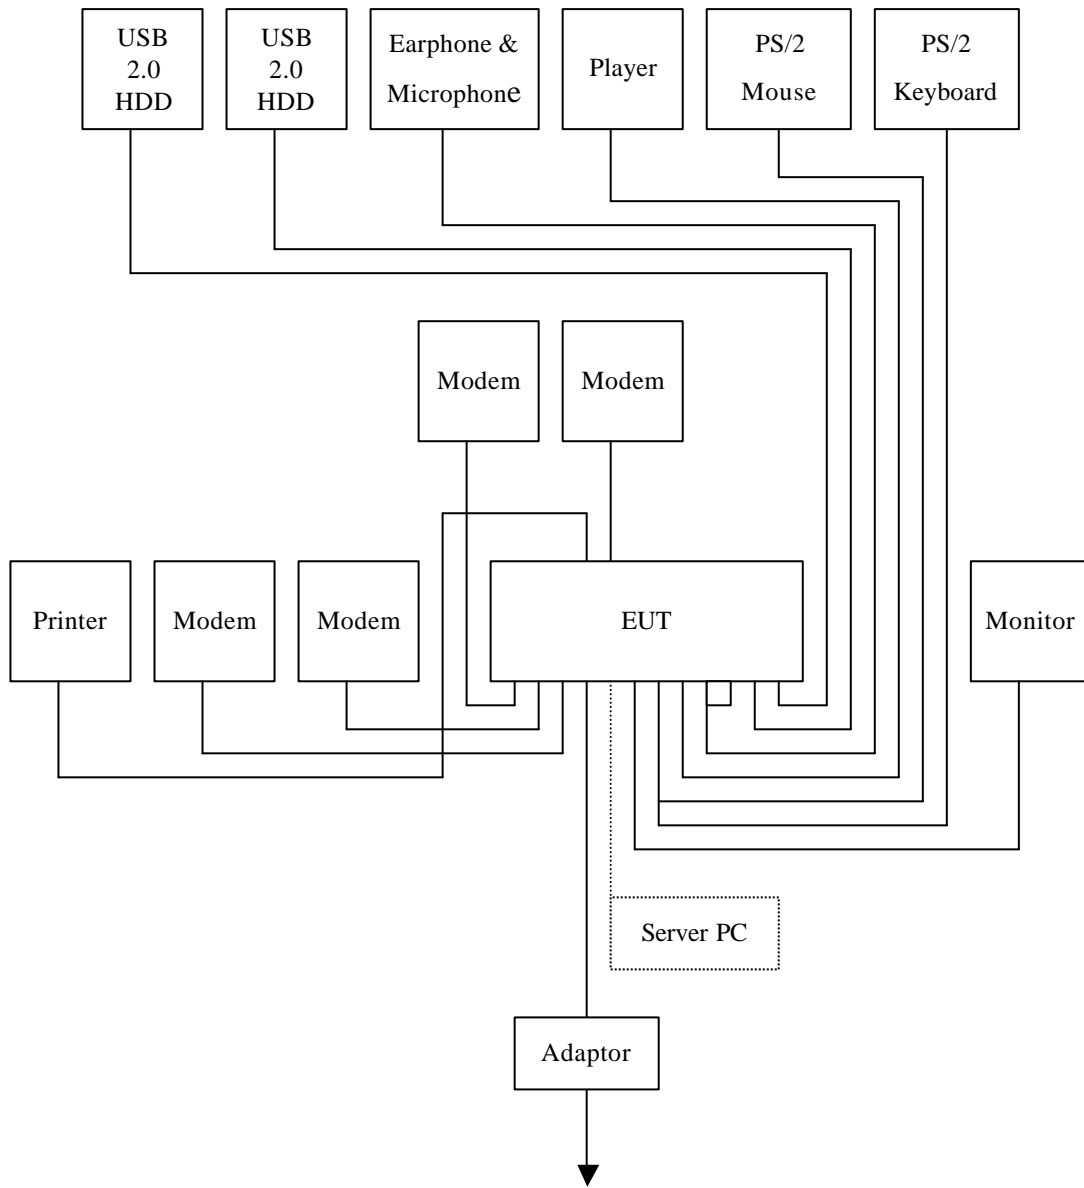 USB
2.0
HDD
USB
2.0
HDD
Earphone &
Microphone
Player
PS/2
Mouse
PS/2
Keyboard
Modem
Modem
Printer
Modem
Modem
EUT
Monitor
Server PC
Adaptor